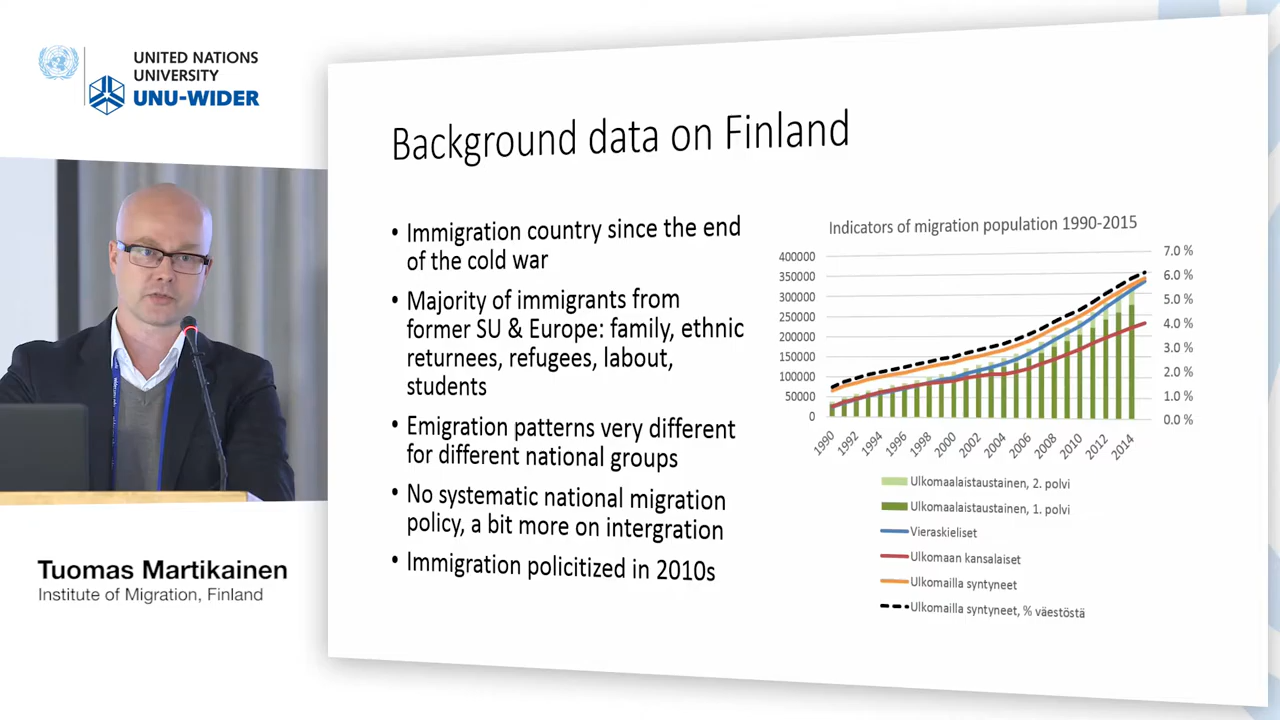 UNITED NATIONS
UNIVERSITY
UNU-WIDER
Background data on Finland
• Immigration country since the end
of the cold war
• Majority of immigrants from
former SU & Europe: family, ethnic
returnees, refugees, labout,
students
• Emigration patterns very different
for different national groups
• No systematic national migration
policy, a bit more on intergration
• Immigration policitized in 2010s
Indicators of migration population 1990-2015
400000
350000
300000
250000
200000
150000
100000
50000
0
7.0 %
6.0 %
5.0 %
4.0 %
3.0 %
2.0 %
1.0 %
0.0 %
1990
1992
1994
1996
1998
2000
2002
2004
2006
2008
2010
2012
2014
Ulkomaalaistaustainen, 2. polvi
Ulkomaalaistaustainen, 1. polvi
Vieraskieliset
Ulkomaan kansalaiset
Ulkomailla syntyneet
Ulkomailla syntyneet, % väestöstä
Tuomas Martikainen
Institute of Migration, Finland